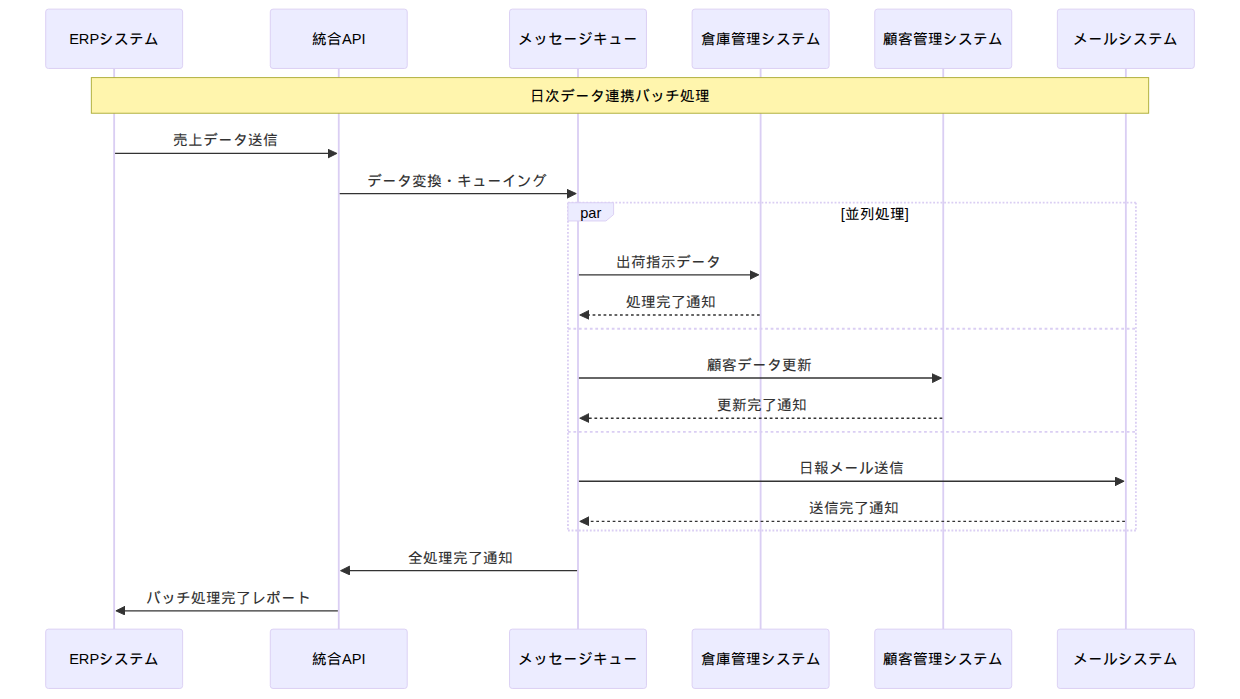 ERPシステム
統合API
メッセージキュー
倉庫管理システム
顧客管理システム
メールシステム
日次データ連携バッチ処理
売上データ送信
データ変換・キューイング
par
[並列処理]
出荷指示データ
処理完了通知
顧客データ更新
更新完了通知
日報メール送信
送信完了通知
全処理完了通知
バッチ処理完了レポート
ERPシステム
統合API
メッセージキュー
倉庫管理システム
顧客管理システム
メールシステム